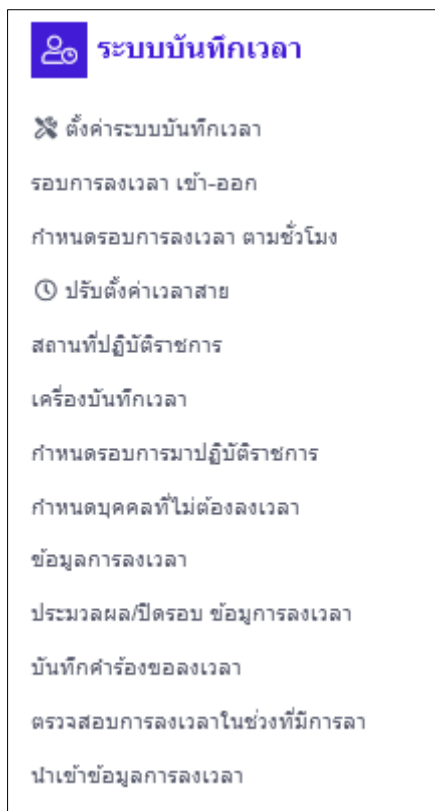 ระบบบันทึกเวลา
ตั้งค่าระบบบันทึกเวลา
รอบการลงเวลา เข้า-ออก
กำหนดรอบการลงเวลา ตามชั่วโมง
ปรับตั้งค่าเวลาสาย
สถานที่ปฏิบัติราชการ
เครื่องบันทึกเวลา
กำหนดรอบการมาปฏิบัติราชการ
กำหนดบุคคลที่ไม่ต้องลงเวลา
ข้อมูลการลงเวลา
ประมวลผล/ปิดรอบ ข้อมูการลงเวลา
บันทึกคำร้องขอลงเวลา
ตรวจสอบการลงเวลาในช่วงที่มีการลา
นำเข้าข้อมูลการลงเวลา